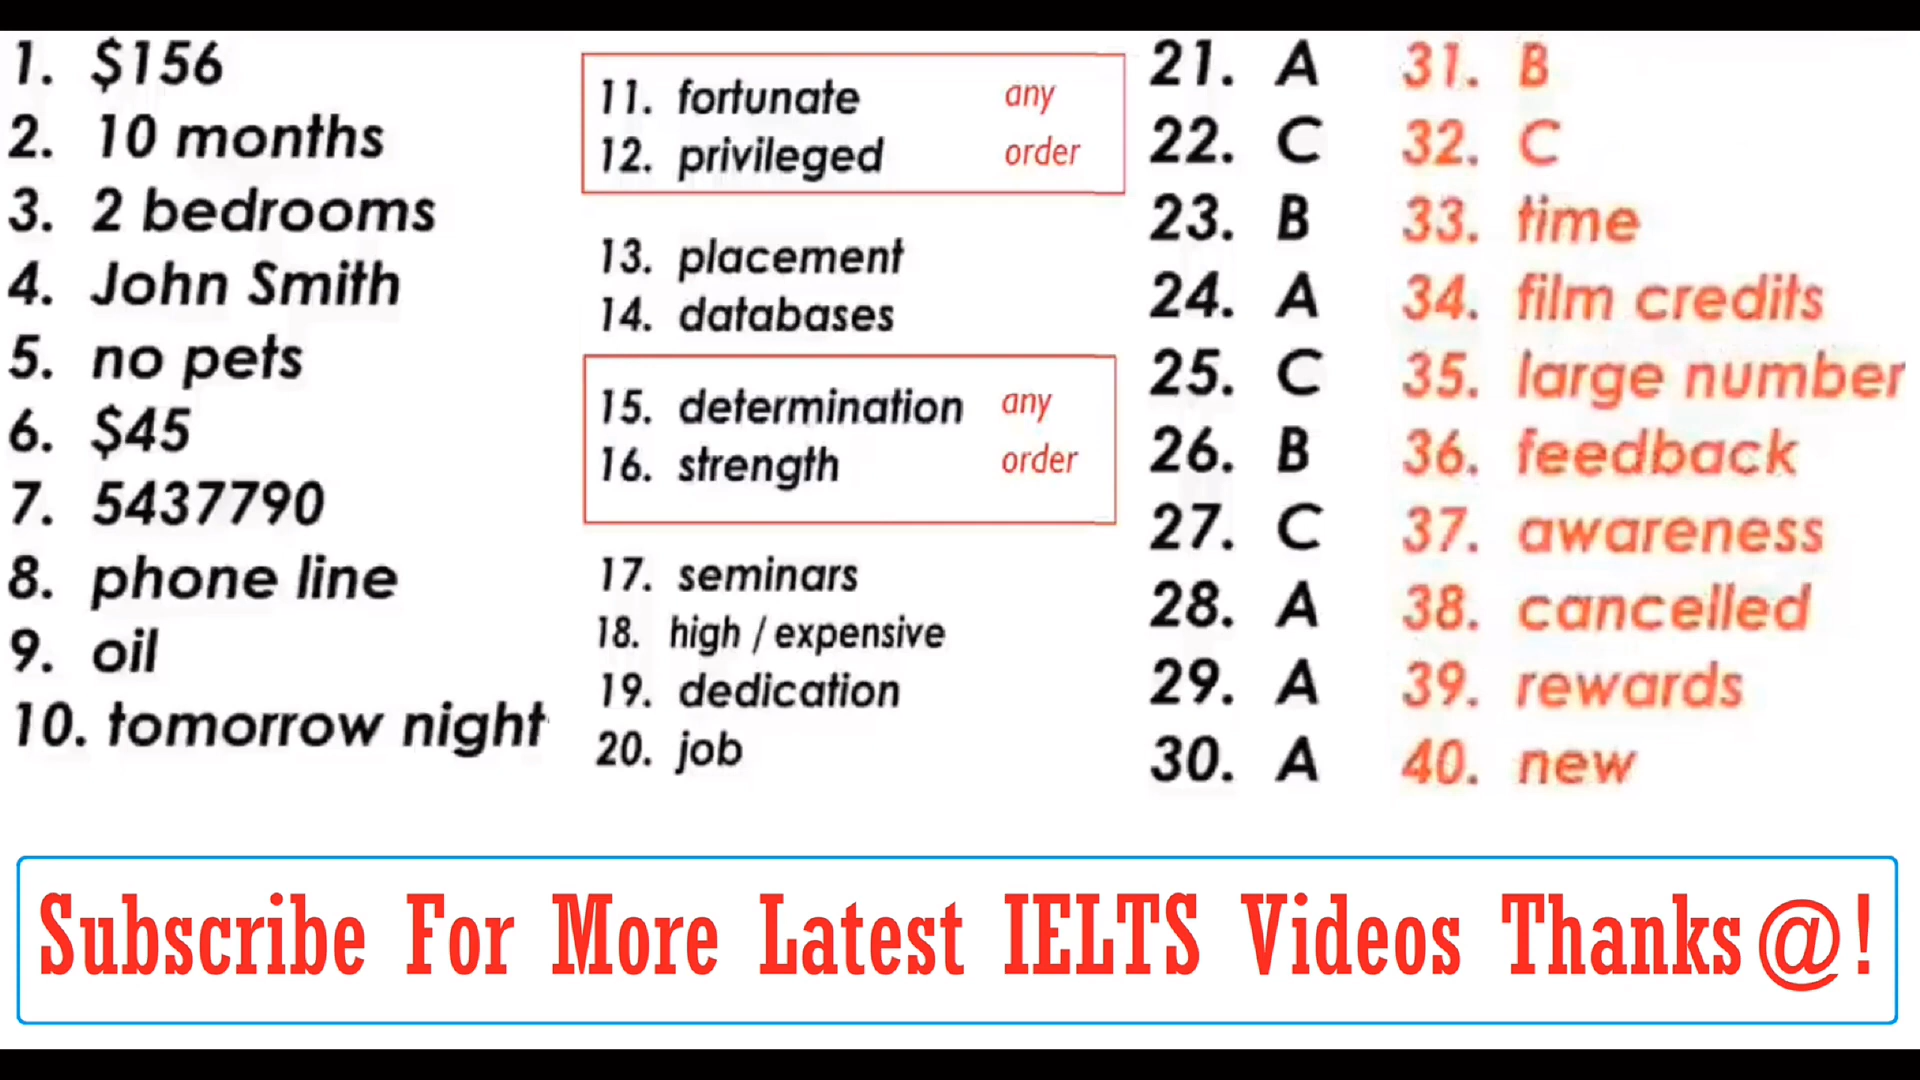 1. $156
2. 10 months
3. 2 bedrooms
4. John Smith
5. no pets
6. $45
7. 5437790
8. phone line
9. oil
10. tomorrow night
11. fortunate any
12. privileged order
13. placement
14. databases
15. determination any
16. strength order
17. seminars
18. high / expensive
19. dedication
20. job
21. A
22. C
23. B
24. A
25. C
26. B
27. C
28. A
29. A
30. A
31. B
32. C
33. time
34. film credits
35. large number
36. feedback
37. awareness
38. cancelled
39. rewards
40. new
Subscribe For More Latest IELTS Videos Thanks@!